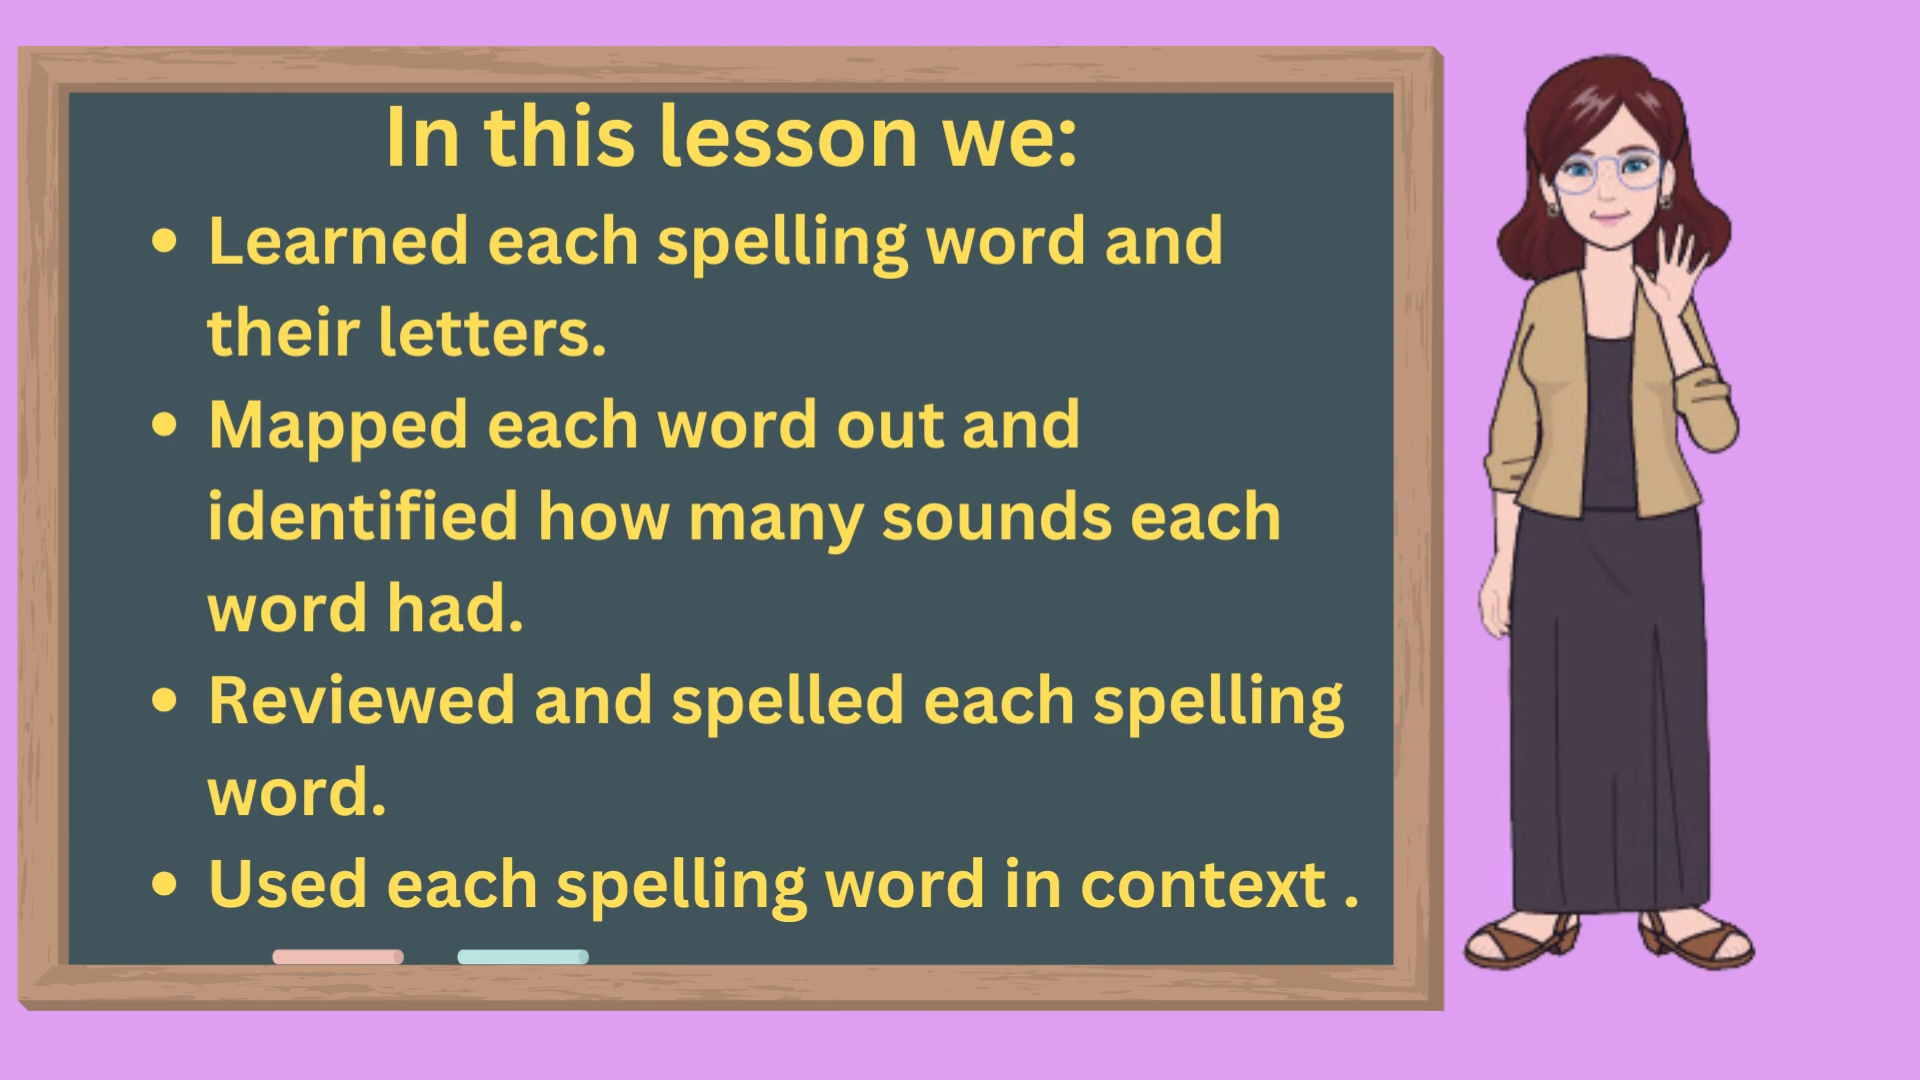 In this lesson we:
• Learned each spelling word and
their letters.
• Mapped each word out and
identified how many sounds each
word had.
• Reviewed and spelled each spelling
word.
• Used each spelling word in context .